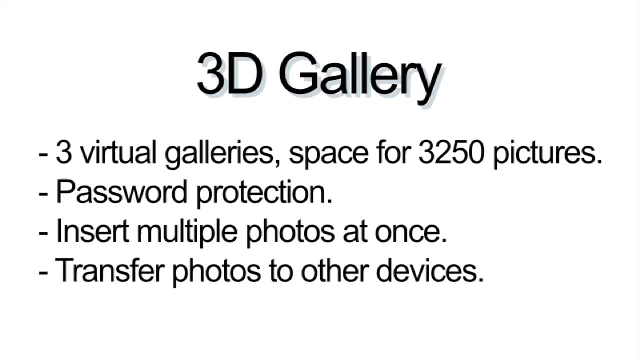 3D Gallery
- 3 virtual galleries, space for 3250 pictures.
- Password protection.
- Insert multiple photos at once.
- Transfer photos to other devices.